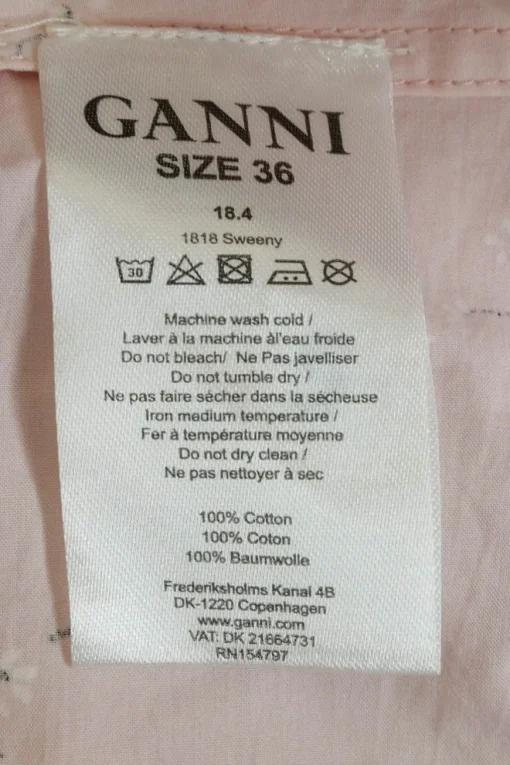 GANNI
SIZE 36
18.4
1818 Sweeny
30
Machine wash cold /
Laver à la machine àl'eau froide
Do not bleach/ Ne Pas javelliser
Do not tumble dry /
Ne pas faire sécher dans la sécheuse
Iron medium temperature /
Fer à température moyenne
Do not dry clean /
Ne pas nettoyer à sec
100% Cotton
100% Coton
100% Baumwolle
Frederiksholms Kanal 4B
DK-1220 Copenhagen
www.ganni.com
VAT: DK 21664731
RN154797